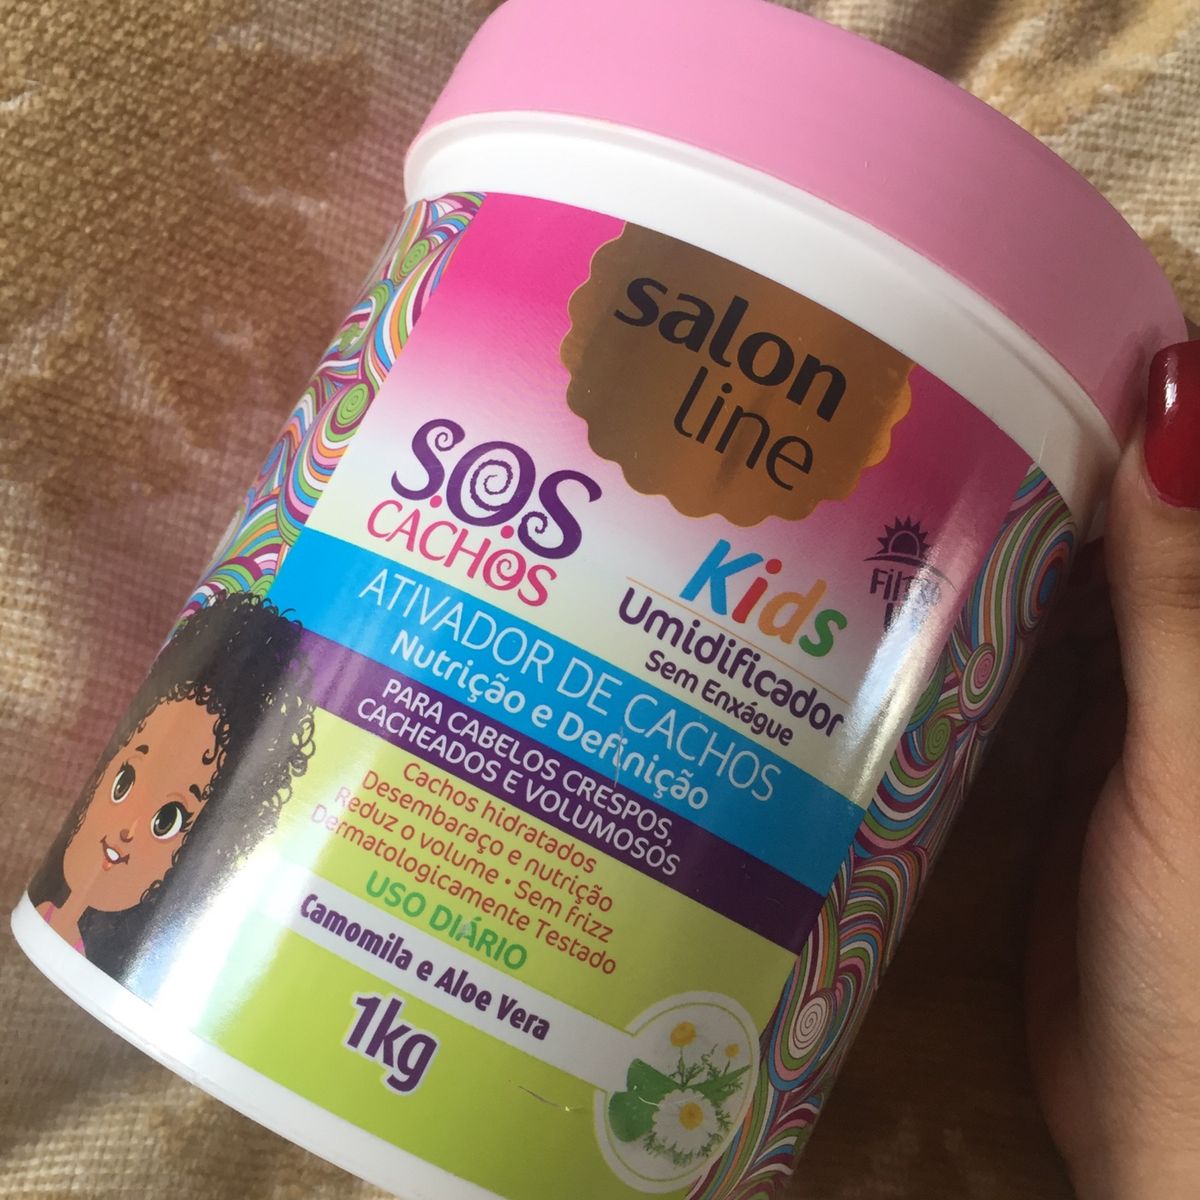 salon
line
S.O.S
CACHOS
Kids
Umidificador
Sem Enxágue
ATIVADOR DE CACHOS
Nutrição e Definição
PARA CABELOS CRESPOS,
CACHEADOS E VOLUMOSOS
Cachos hidratados
Desembaraço e nutrição
Reduz o volume • Sem frizz
Dermatologicamente Testado
USO DIÁRIO
Camomila e Aloe Vera
1kg